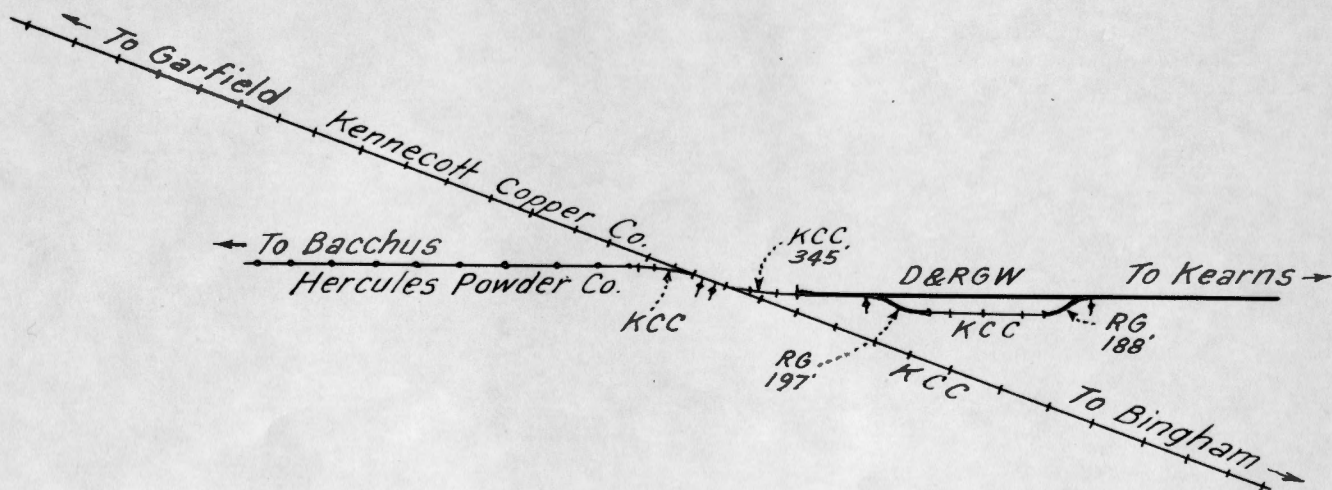 To Garfield
Kennecott Copper Co.
To Bacchus
Hercules Powder Co.
KCC
KCC
345
D&RGW
To Kearns
KCC
RG
188'
RG
197'
KCC
To Bingham